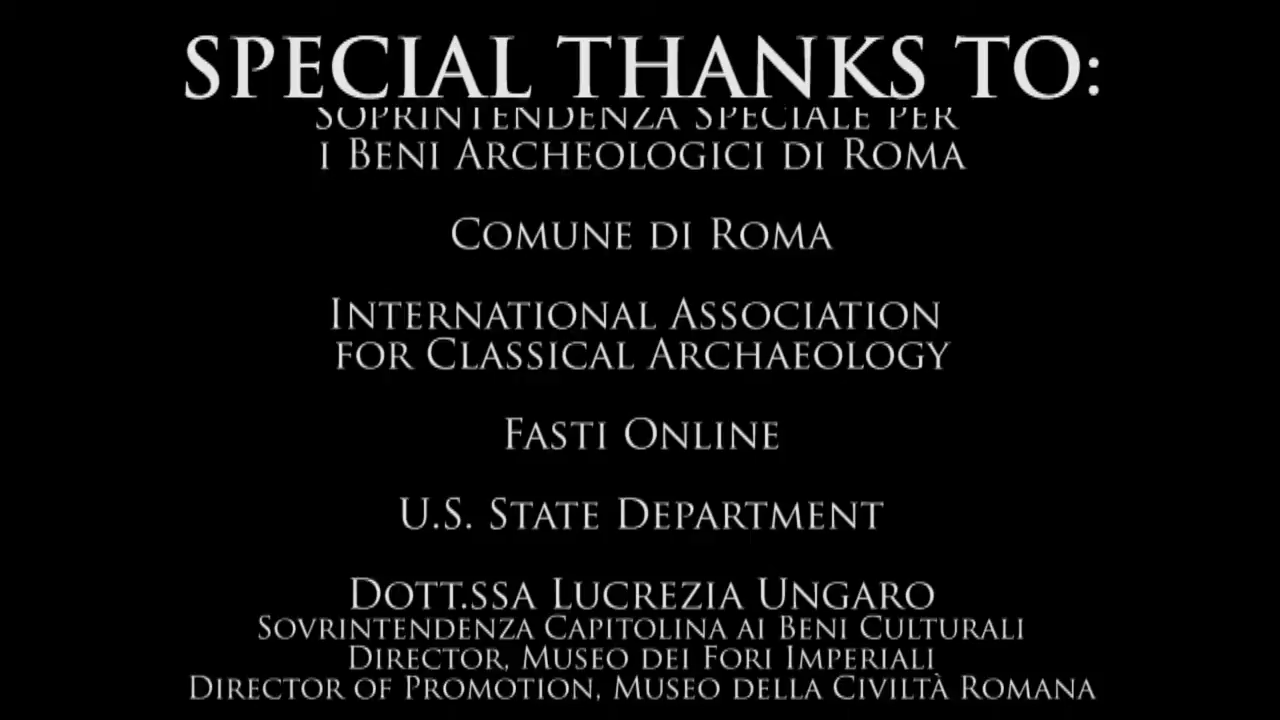 SPECIAL THANKS TO:
SOPRINTENDENZA SPECIALE PER
I BENI ARCHEOLOGICI DI ROMA
COMUNE DI ROMA
INTERNATIONAL ASSOCIATION
FOR CLASSICAL ARCHAEOLOGY
FASTI ONLINE
U.S. STATE DEPARTMENT
DOTT.SSA LUCREZIA UNGARO
SOVRINTENDENZA CAPITOLINA AI BENI CULTURALI
DIRECTOR, MUSEO DEI FORI IMPERIALI
DIRECTOR OF PROMOTION, MUSEO DELLA CIVILTÀ ROMANA